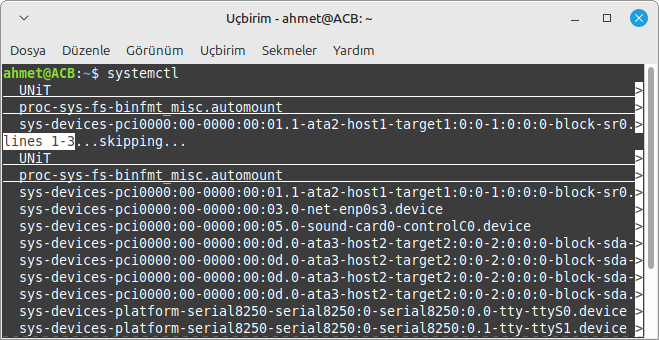 Uçbirim - ahmet@ACB: ~
Dosya Düzenle Görünüm Uçbirim Sekmeler Yardım
ahmet@ACB:~$ systemctl
UNiT >
proc-sys-fs-binfmt_misc.automount >
sys-devices-pci0000:00-0000:00:01.1-ata2-host1-target1:0:0-1:0:0:0-block-sr0.>
lines 1-3...skipping...
UNiT >
proc-sys-fs-binfmt_misc.automount >
sys-devices-pci0000:00-0000:00:01.1-ata2-host1-target1:0:0-1:0:0:0-block-sr0.>
sys-devices-pci0000:00-0000:00:03.0-net-enp0s3.device >
sys-devices-pci0000:00-0000:00:05.0-sound-card0-controlC0.device >
sys-devices-pci0000:00-0000:00:0d.0-ata3-host2-target2:0:0-2:0:0:0-block-sda->
sys-devices-pci0000:00-0000:00:0d.0-ata3-host2-target2:0:0-2:0:0:0-block-sda->
sys-devices-pci0000:00-0000:00:0d.0-ata3-host2-target2:0:0-2:0:0:0-block-sda->
sys-devices-pci0000:00-0000:00:0d.0-ata3-host2-target2:0:0-2:0:0:0-block-sda.>
sys-devices-platform-serial8250-serial8250:0-serial8250:0.0-tty-ttyS0.device >
sys-devices-platform-serial8250-serial8250:0-serial8250:0.1-tty-ttyS1.device >